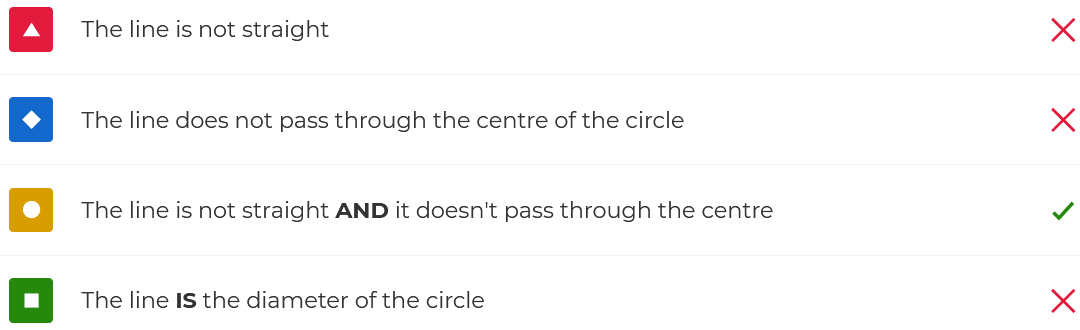 The line is not straight
The line does not pass through the centre of the circle
The line is not straight AND it doesn't pass through the centre
The line IS the diameter of the circle